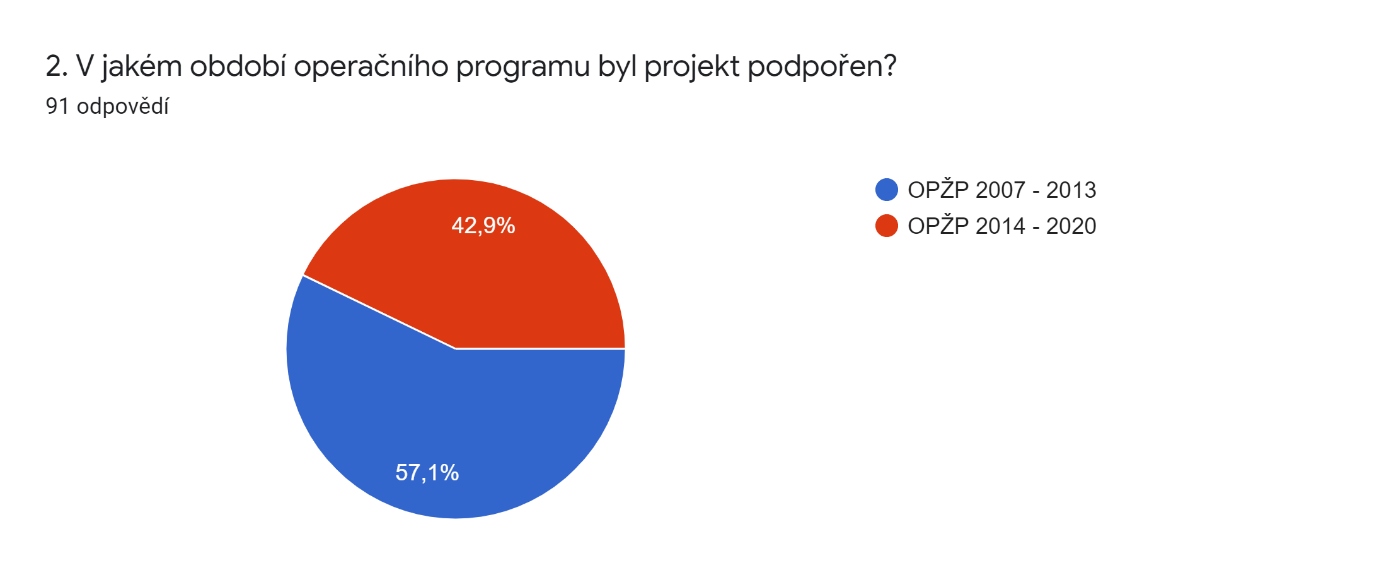 2. V jakém období operačního programu byl projekt podpořen?
91 odpovědí
OPŽP 2007 - 2013
OPŽP 2014 - 2020
42,9%
57,1%